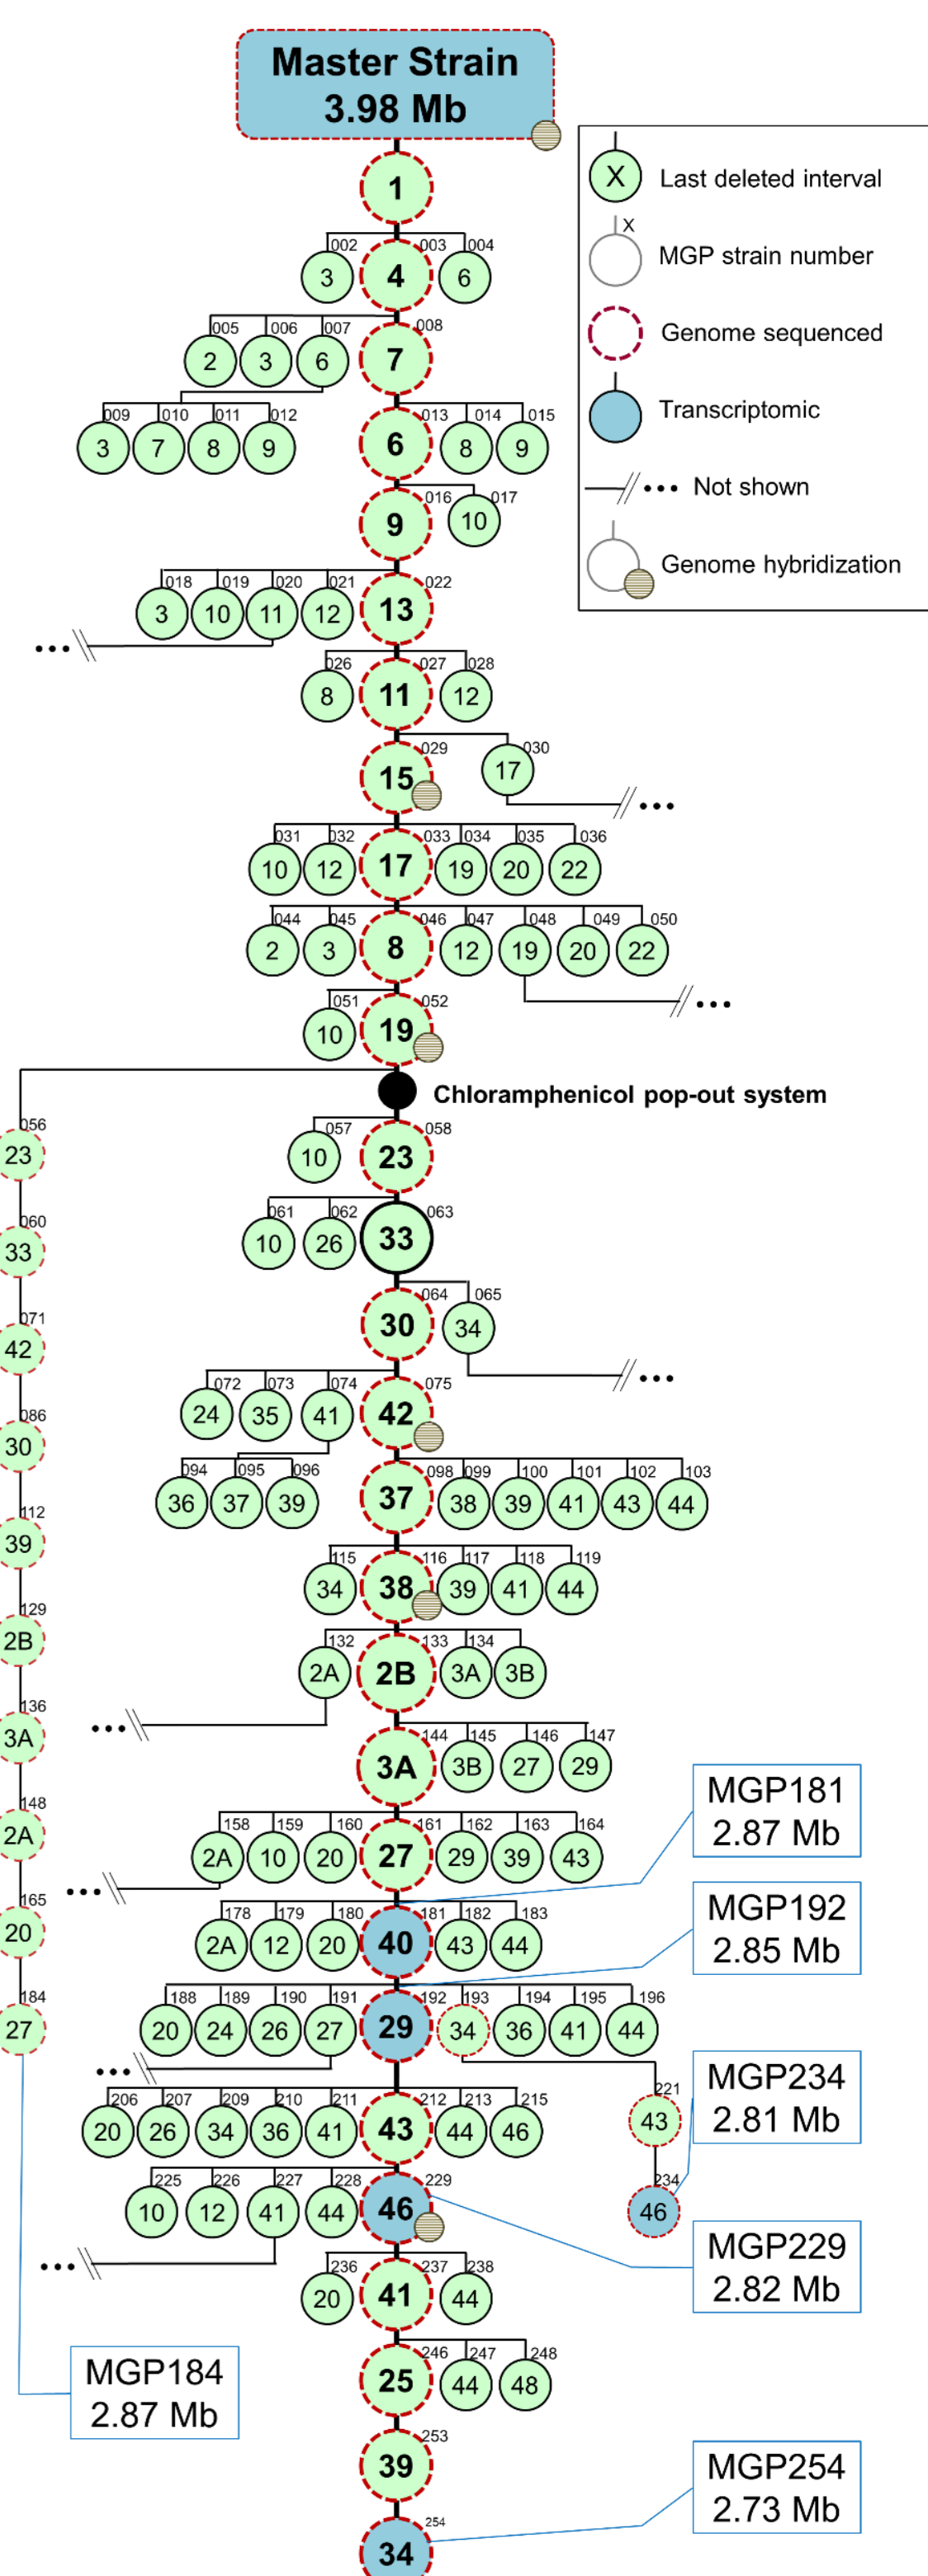 Master Strain
3.98 Mb
X Last deleted interval
X MGP strain number
Genome sequenced
Transcriptomic
Not shown
Genome hybridization
1
002 003 004
3 4 6
005 006 007 008
2 3 6 7
009 010 011 012 013 014 015
3 7 8 9 6 8 9
016 017
9 10
018 019 020 021 022
3 10 11 12 13
026 027 028
8 11 12
029 030
15 17
031 032 033 034 035 036
10 12 17 19 20 22
044 045 046 047 048 049 050
2 3 8 12 19 20 22
051 052
10 19
Chloramphenicol pop-out system
056 057 058
23 10 23
061 062 063
10 26 33
060
33
064 065
30 34
071
42
072 073 074 075
24 35 41 42
086
30
094 095 096 098 099 100 101 102 103
36 37 39 37 38 39 41 43 44
112
39
115 116 117 118 119
34 38 39 41 44
129
2B
132 133 134
2A 2B 3A 3B
136
3A
144 145 146 147
3A 3B 27 29
148
2A
MGP181
2.87 Mb
158 159 160 161 162 163 164
2A 10 20 27 29 39 43
165
20
178 179 180 181 182 183
2A 12 20 40 43 44
MGP192
2.85 Mb
184
27
188 189 190 191 192 193 194 195 196
20 24 26 27 29 34 36 41 44
MGP234
2.81 Mb
206 207 209 210 211 212 213 215
20 26 34 36 41 43 44 46
221
43
225 226 227 228 229
10 12 41 44 46
234
46
MGP229
2.82 Mb
236 237 238
20 41 44
246 247 248
25 44 48
MGP184
2.87 Mb
253
39
MGP254
2.73 Mb
254
34